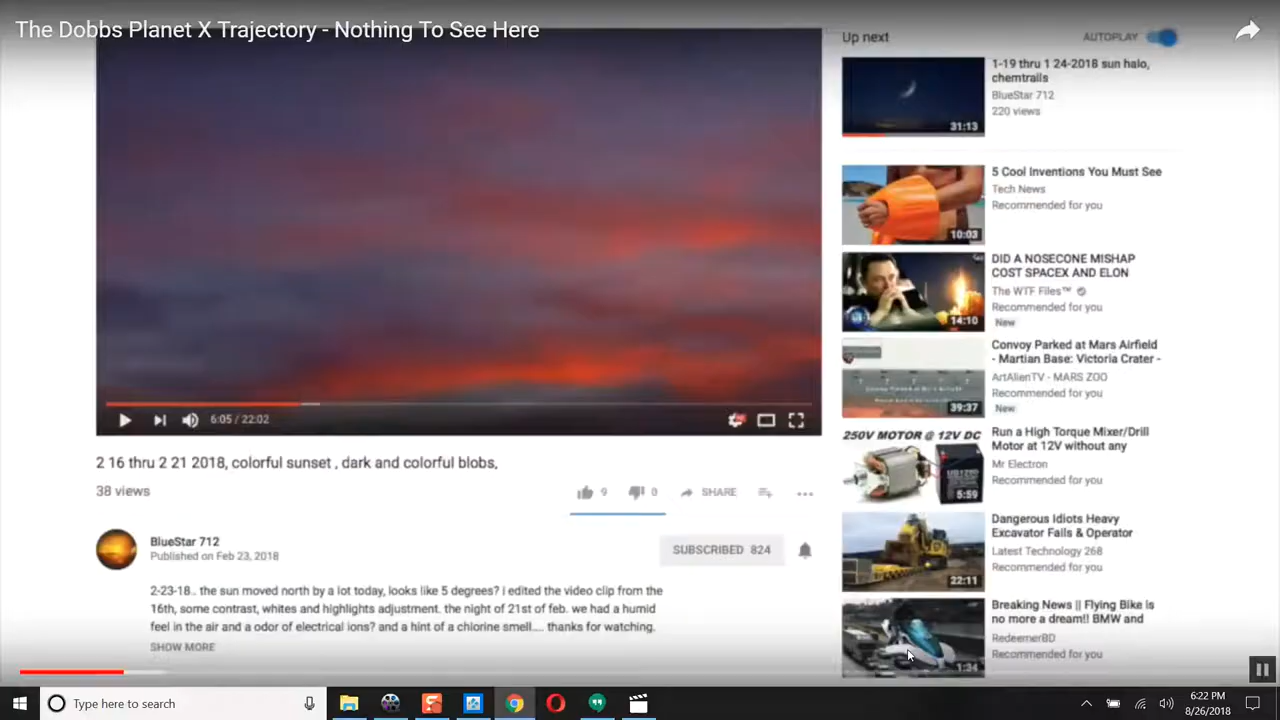 The Dobbs Planet X Trajectory - Nothing To See Here
Up next
AUTOPLAY
31:13
1-19 thru 1 24-2018 sun halo,
chemtrails
BlueStar 712
220 views
10:03
5 Cool Inventions You Must See
Tech News
Recommended for you
14:10
DID A NOSECONE MISHAP
COST SPACEX AND ELON
The WTF Files™
Recommended for you
New
39:37
Convoy Parked at Mars Airfield
- Martian Base: Victoria Crater -
ArtAlienTV - MARS ZOO
Recommended for you
New
250V MOTOR @ 12V DC
5:59
Run a High Torque Mixer/Drill
Motor at 12V without any
Mr Electron
Recommended for you
22:11
Dangerous Idiots Heavy
Excavator Fails & Operator
Latest Technology 268
Recommended for you
1:34
Breaking News || Flying Bike is
no more a dream!! BMW and
RedeemerBD
Recommended for you
6:05 / 22:02
2 16 thru 2 21 2018, colorful sunset , dark and colorful blobs,
38 views
9
0
SHARE
BlueStar 712
Published on Feb 23, 2018
SUBSCRIBED 824
2-23-18.. the sun moved north by a lot today, looks like 5 degrees? i edited the video clip from the
16th, some contrast, whites and highlights adjustment. the night of 21st of feb. we had a humid
feel in the air and a odor of electrical ions? and a hint of a chlorine smell.... thanks for watching.
SHOW MORE
Type here to search
6:22 PM
8/26/2018